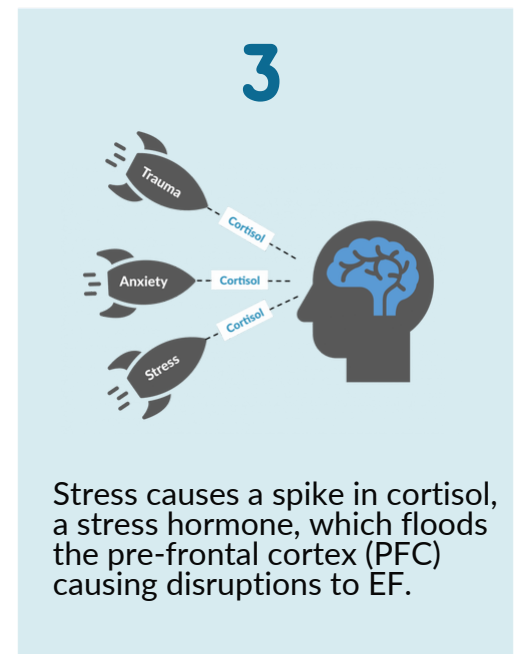 3
Trauma
Cortisol
Anxiety
Cortisol
Cortisol
Stress
Stress causes a spike in cortisol,
a stress hormone, which floods
the pre-frontal cortex (PFC)
causing disruptions to EF.